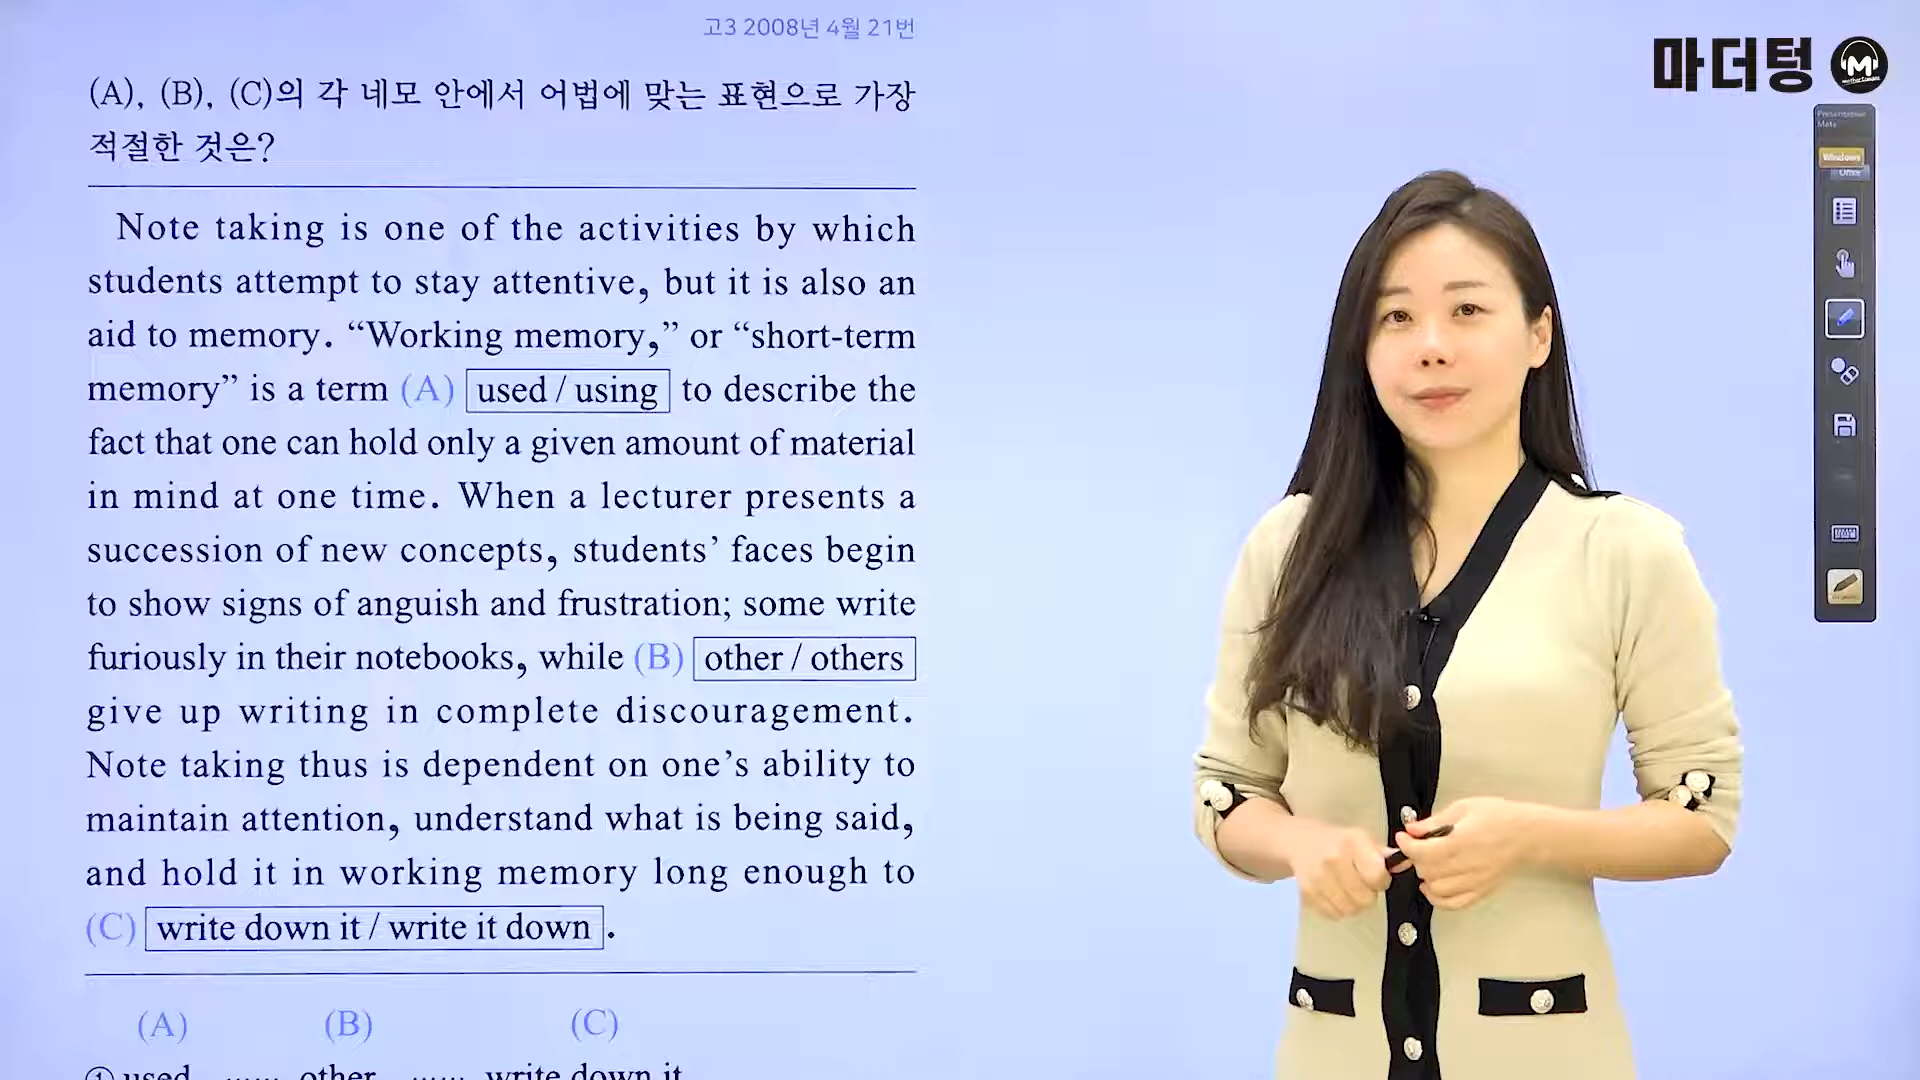 고3 2008년 4월 21번
마더텅
M
(A), (B), (C)의 각 네모 안에서 어법에 맞는 표현으로 가장
적절한 것은?
Note taking is one of the activities by which
students attempt to stay attentive, but it is also an
aid to memory. “Working memory,” or “short-term
memory” is a term (A) used / using to describe the
fact that one can hold only a given amount of material
in mind at one time. When a lecturer presents a
succession of new concepts, students’ faces begin
to show signs of anguish and frustration; some write
furiously in their notebooks, while (B) other / others
give up writing in complete discouragement.
Note taking thus is dependent on one’s ability to
maintain attention, understand what is being said,
and hold it in working memory long enough to
(C) write down it / write it down .
(A) (B) (C)
① used ...... other ...... write down it
Windows